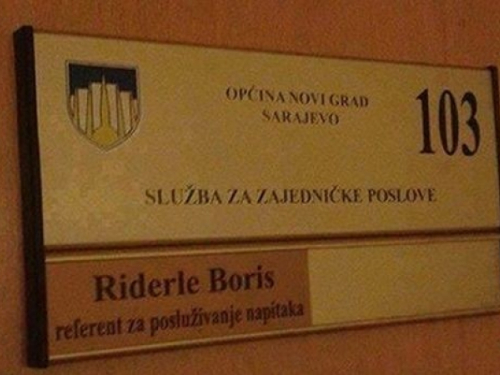 OPĆINA NOVI GRAD
SARAJEVO
103
SLUŽBA ZA ZAJEDNIČKE POSLOVE
Riderle Boris
referent za posluživanje napitaka